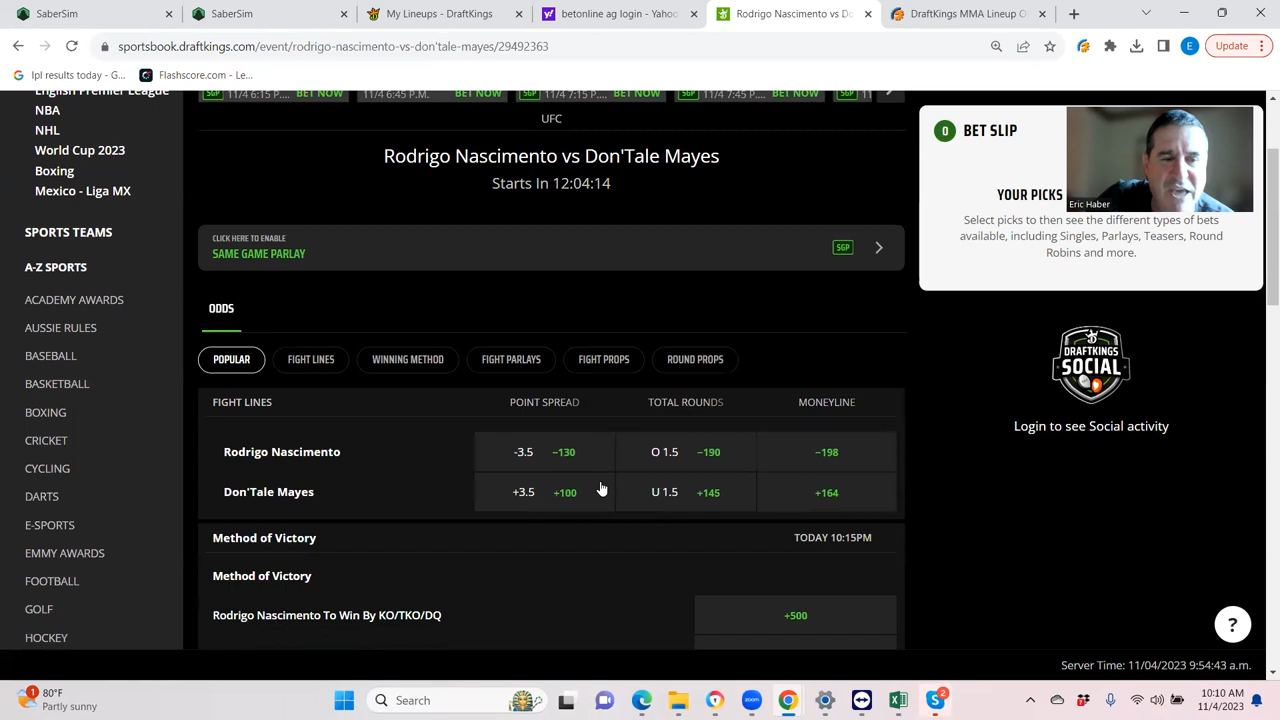 SaberSim
SaberSim
My Lineups - DraftKings
betonline ag login - Yahoo
Rodrigo Nascimento vs Do
DraftKings MMA Lineup O
sportsbook.draftkings.com/event/rodrigo-nascimento-vs-don'tale-mayes/29492363
E
Update
Ipl results today - G...
Flashscore.com - Le...
English Premier League
NBA
NHL
World Cup 2023
Boxing
Mexico - Liga MX
SPORTS TEAMS
A-Z SPORTS
ACADEMY AWARDS
AUSSIE RULES
BASEBALL
BASKETBALL
BOXING
CRICKET
CYCLING
DARTS
E-SPORTS
EMMY AWARDS
FOOTBALL
GOLF
HOCKEY
SGP 11/4 6:15 P.... BET NOW
11/4 6:45 P.M. BET NOW
SGP 11/4 7:15 P.... BET NOW
SGP 11/4 7:45 P.M. BET NOW
SGP 11
UFC
Rodrigo Nascimento vs Don'Tale Mayes
Starts In 12:04:14
CLICK HERE TO ENABLE
SAME GAME PARLAY
SGP
ODDS
POPULAR
FIGHT LINES
WINNING METHOD
FIGHT PARLAYS
FIGHT PROPS
ROUND PROPS
FIGHT LINES POINT SPREAD TOTAL ROUNDS MONEYLINE
Rodrigo Nascimento -3.5 −130 O 1.5 −190 −198
Don'Tale Mayes +3.5 +100 U 1.5 +145 +164
Method of Victory TODAY 10:15PM
Method of Victory
Rodrigo Nascimento To Win By KO/TKO/DQ +500
0 BET SLIP
YOUR PICKS
Eric Haber
Select picks to then see the different types of bets
available, including Singles, Parlays, Teasers, Round
Robins and more.
DRAFTKINGS
SOCIAL
Login to see Social activity
?
Server Time: 11/04/2023 9:54:43 a.m.
1
80°F
Partly sunny
Search
zoom
2
10:10 AM
11/4/2023